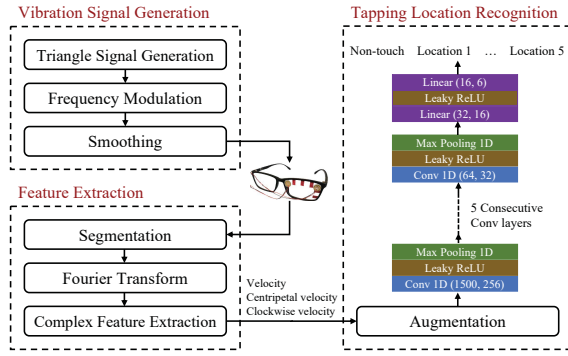 Vibration Signal Generation
Triangle Signal Generation
Frequency Modulation
Smoothing
Feature Extraction
Segmentation
Fourier Transform
Complex Feature Extraction
Velocity
Centripetal velocity
Clockwise velocity
Tapping Location Recognition
Non-touch Location 1 … Location 5
Linear (16, 6)
Leaky ReLU
Linear (32, 16)
Max Pooling 1D
Leaky ReLU
Conv 1D (64, 32)
5 Consecutive
Conv layers
Max Pooling 1D
Leaky ReLU
Conv 1D (1500, 256)
Augmentation